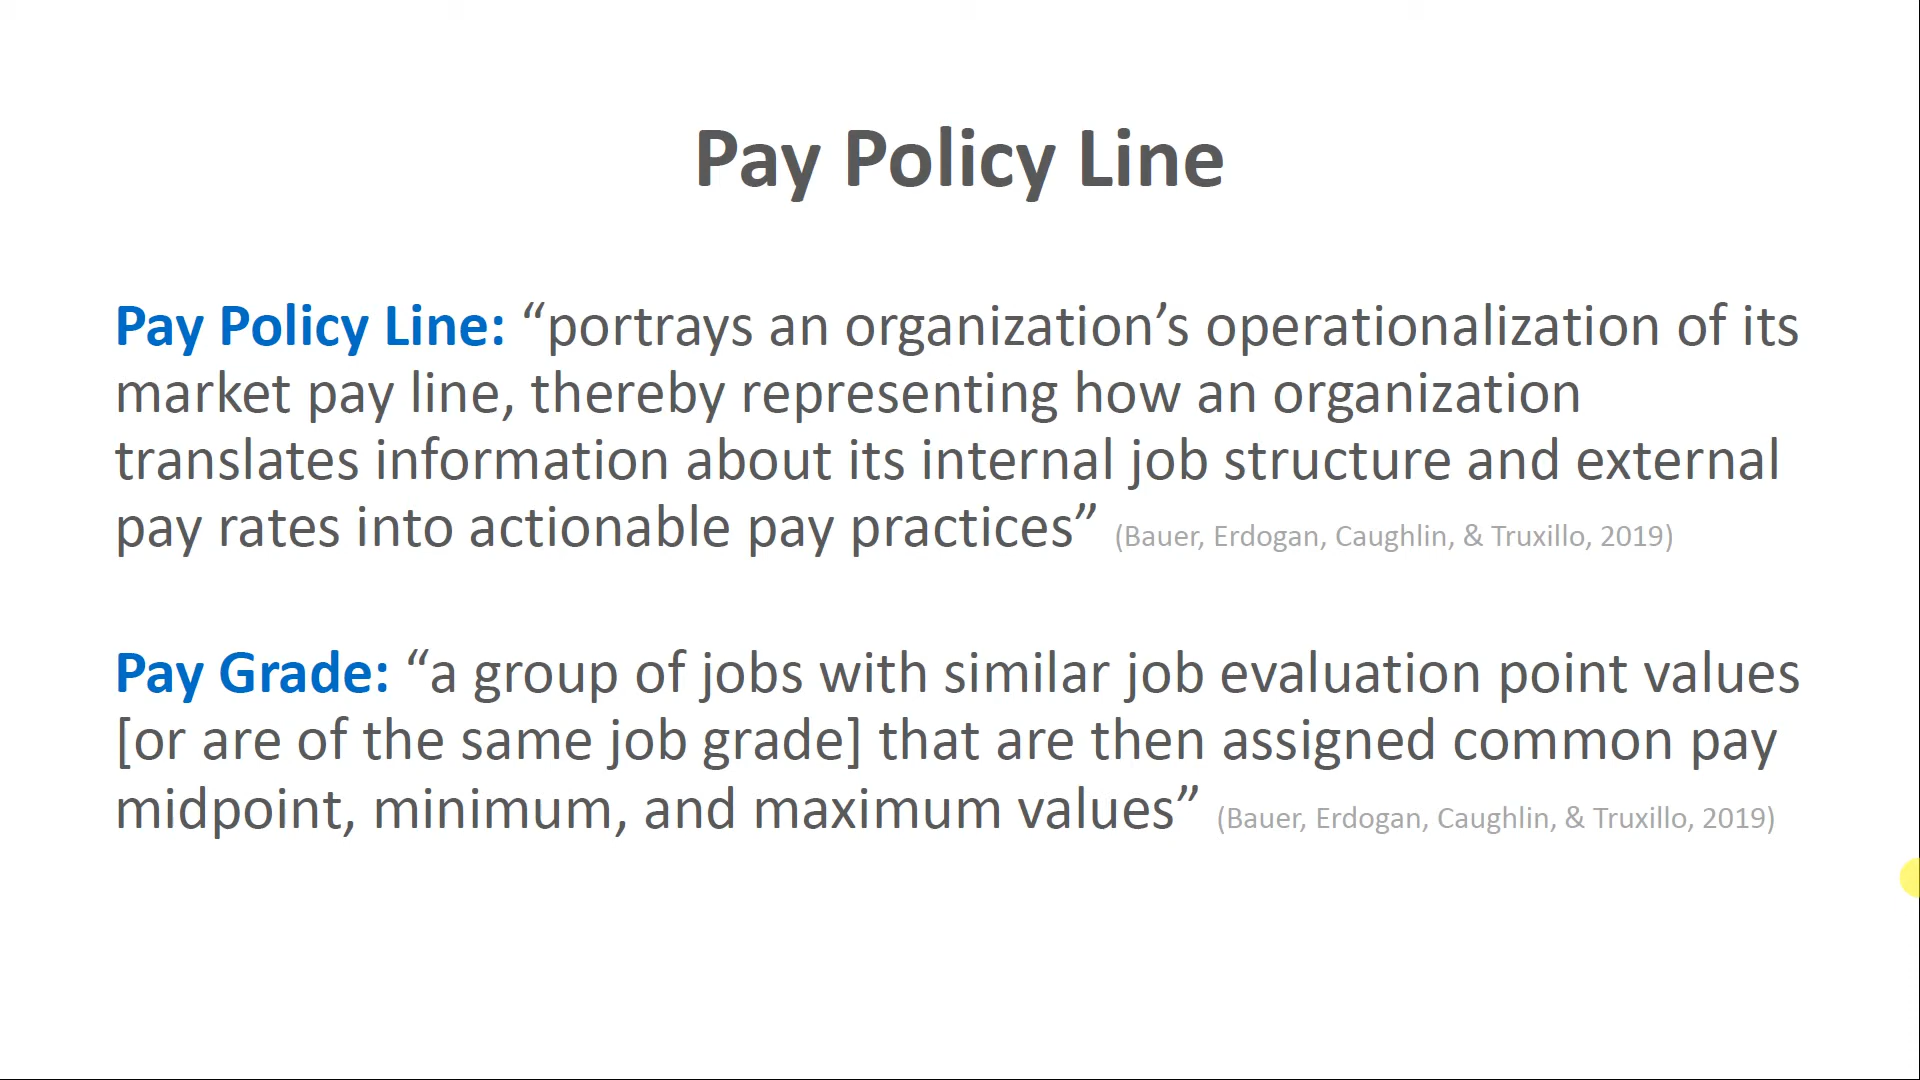 Pay Policy Line
Pay Policy Line: “portrays an organization’s operationalization of its
market pay line, thereby representing how an organization
translates information about its internal job structure and external
pay rates into actionable pay practices” (Bauer, Erdogan, Caughlin, & Truxillo, 2019)
Pay Grade: “a group of jobs with similar job evaluation point values
[or are of the same job grade] that are then assigned common pay
midpoint, minimum, and maximum values” (Bauer, Erdogan, Caughlin, & Truxillo, 2019)